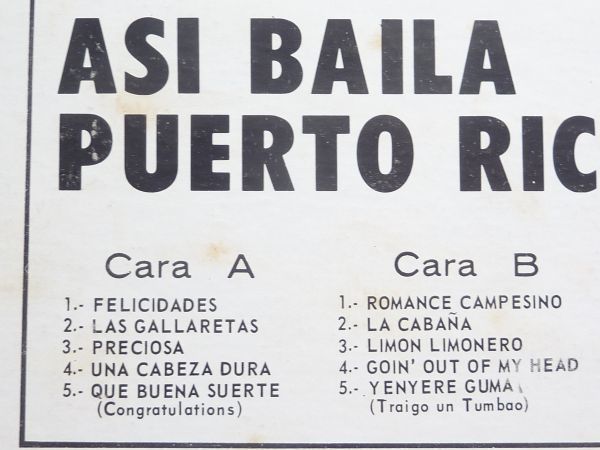 ASI BAILA
PUERTO RIC
Cara A
1.- FELICIDADES
2.- LAS GALLARETAS
3.- PRECIOSA
4.- UNA CABEZA DURA
5.- QUE BUENA SUERTE
(Congratulations)
Cara B
1.- ROMANCE CAMPESINO
2.- LA CABAÑA
3.- LIMON LIMONERO
4.- GOIN' OUT OF MY HEAD
5.- YENYERE
(Traigo un Tumbao)